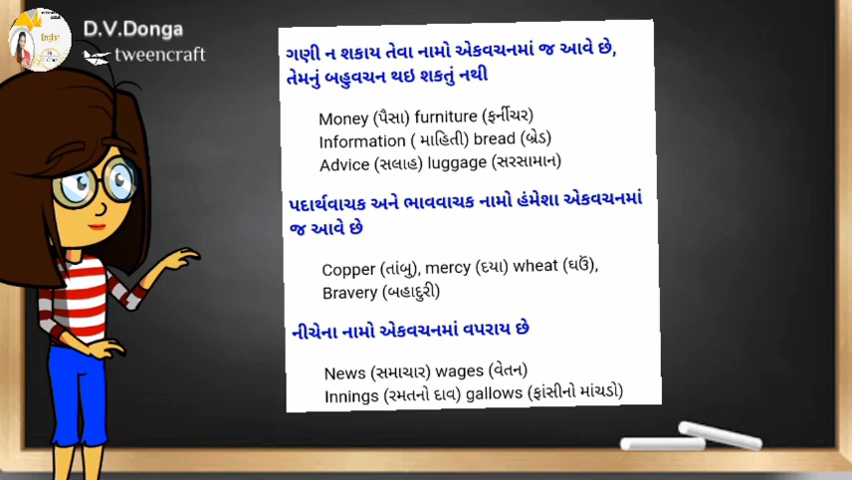 D.V.Donga
tweencraft
English
ગણી ન શકાય તેવા નામો એકવચનમાં જ આવે છે,
તેમનું બહુવચન થઇ શકતું નથી
Money (પૈસા) furniture (ફર્નીચર)
Information ( માહિતી) bread (બ્રેડ)
Advice (સલાહ) luggage (સરસામાન)
પદાર્થવાચક અને ભાવવાચક નામો હંમેશા એકવચનમાં
જ આવે છે
Copper (તાંબુ), mercy (દયા) wheat (ઘઉં),
Bravery (બહાદુરી)
નીચેના નામો એકવચનમાં વપરાય છે
News (સમાચાર) wages (વેતન)
Innings (રમતનો દાવ) gallows (ફાંસીનો માંચડો)